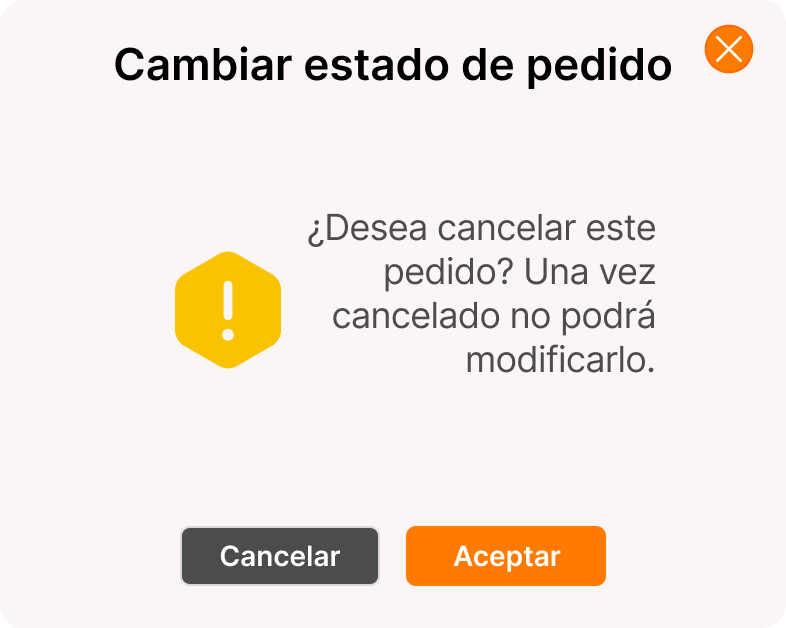 Cambiar estado de pedido
¿Desea cancelar este
pedido? Una vez
cancelado no podrá
modificarlo.
Cancelar
Aceptar